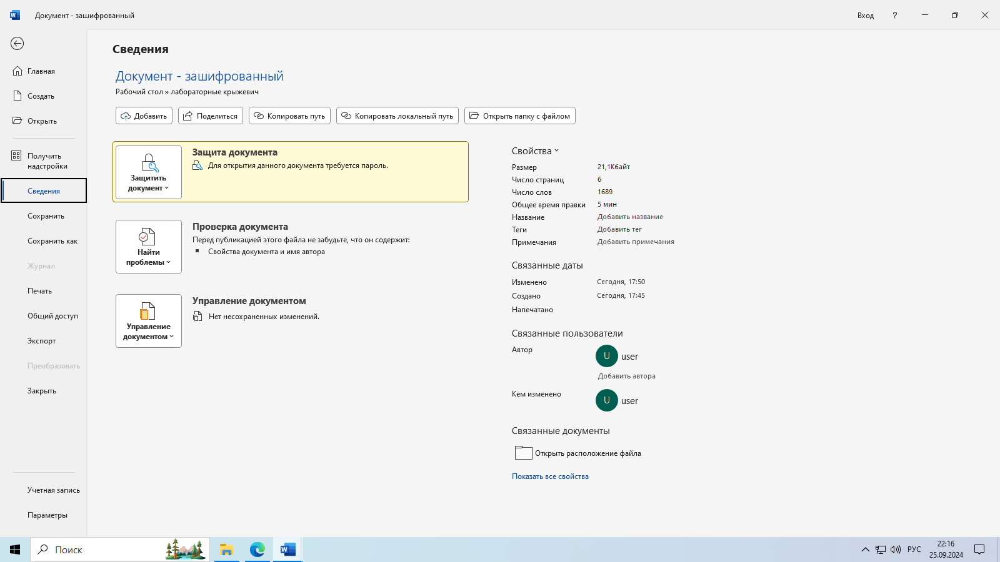 Документ - зашифрованный
Вход
?
Главная
Создать
Открыть
Получить
надстройки
Сведения
Сохранить
Сохранить как
Журнал
Печать
Общий доступ
Экспорт
Преобразовать
Закрыть
Учетная запись
Параметры
Сведения
Документ - зашифрованный
Рабочий стол » лабораторные крыжевич
Добавить
Поделиться
Копировать путь
Копировать локальный путь
Открыть папку с файлом
Защитить
документ
Защита документа
Для открытия данного документа требуется пароль.
Найти
проблемы
Проверка документа
Перед публикацией этого файла не забудьте, что он содержит:
Свойства документа и имя автора
Управление
документом
Управление документом
Нет несохраненных изменений.
Свойства
Размер 21,1Кбайт
Число страниц 6
Число слов 1689
Общее время правки 5 мин
Название Добавить название
Теги Добавить тег
Примечания Добавить примечания
Связанные даты
Изменено Сегодня, 17:50
Создано Сегодня, 17:45
Напечатано
Связанные пользователи
Автор U user
Добавить автора
Кем изменено U user
Связанные документы
Открыть расположение файла
Показать все свойства
Поиск
РУС
22:16
25.09.2024